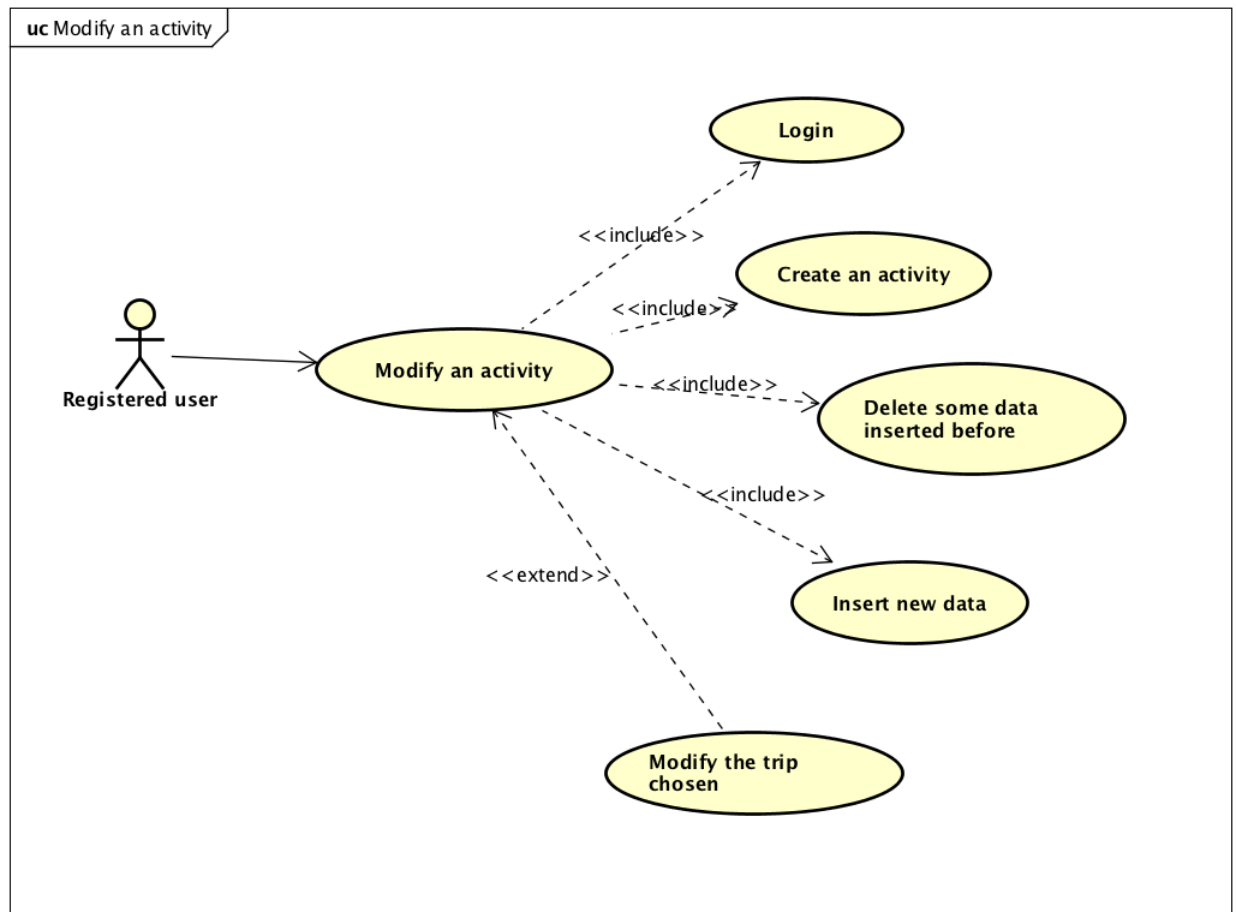 uc Modify an activity
Login
<<include>>
Create an activity
<<include>>
Registered user
Modify an activity
<<include>>
Delete some data
inserted before
<<include>>
Insert new data
<<extend>>
Modify the trip
chosen